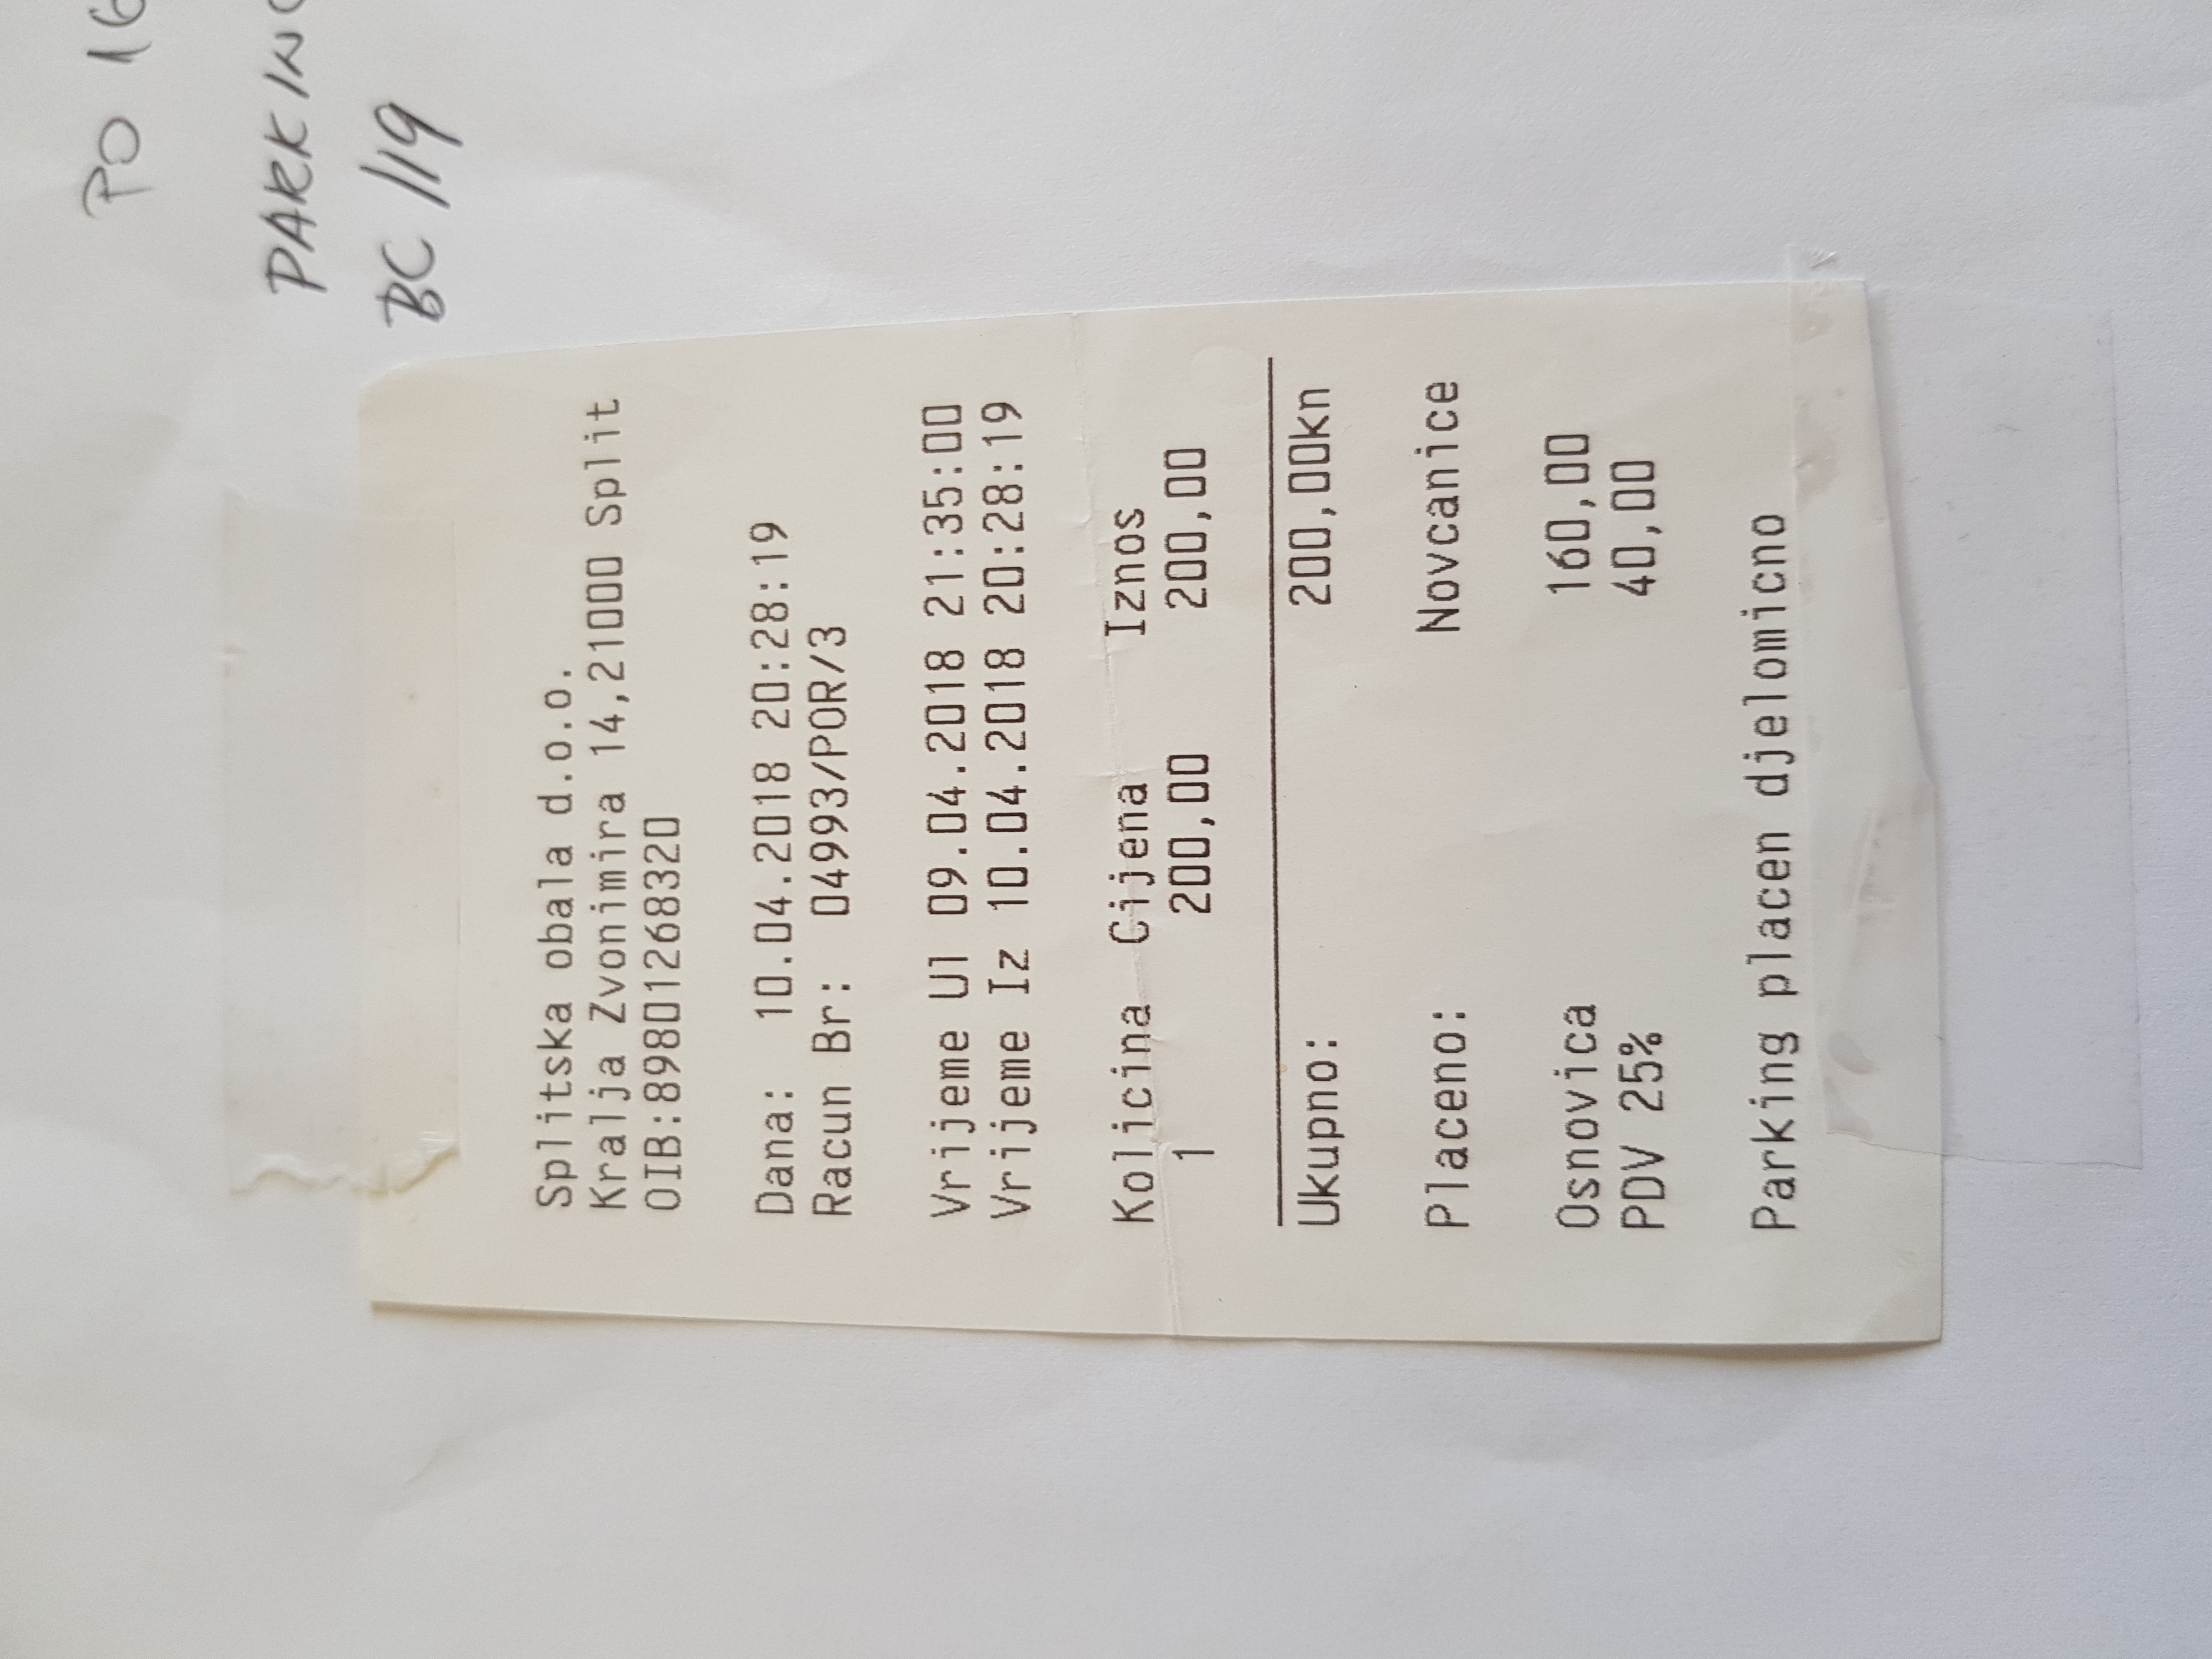 PO 16
PARKING
BC /119
Splitska obala d.o.o.
Kralja Zvonimira 14,21000 Split
OIB:89801268320
Dana: 10.04.2018 20:28:19
Racun Br: 04993/POR/3
Vrijeme Ul 09.04.2018 21:35:00
Vrijeme Iz 10.04.2018 20:28:19
Kolicina Cijena Iznos
1 200,00 200,00
Ukupno: 200,00kn
Placeno: Novcanice
Osnovica 160,00
PDV 25% 40,00
Parking placen djelomicno